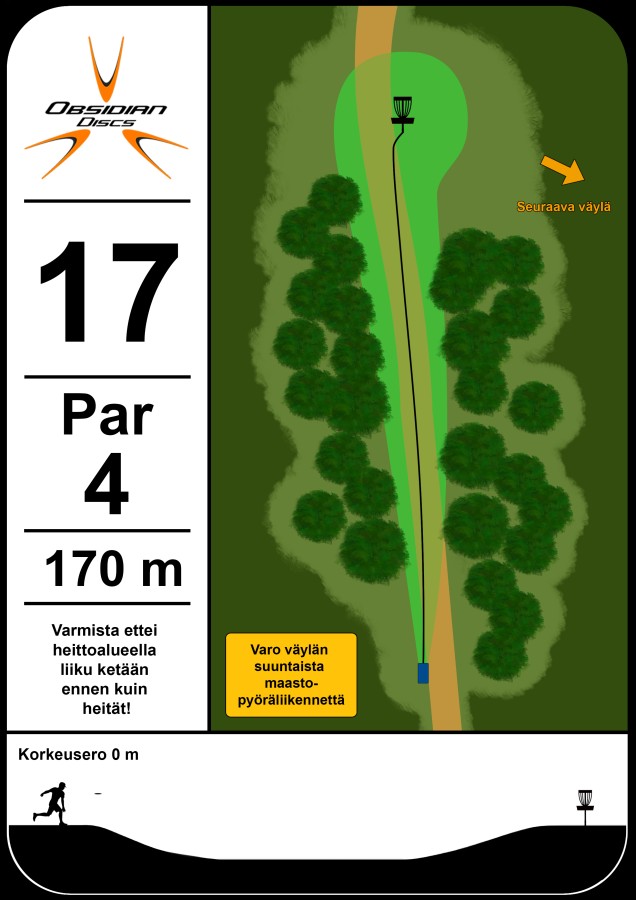 OBSIDIAN
DISCS
17
Par
4
170 m
Varmista ettei
heittoalueella
liiku ketään
ennen kuin
heität!
Seuraava väylä
Varo väylän
suuntaista
maasto-
pyöräliikennettä
Korkeusero 0 m